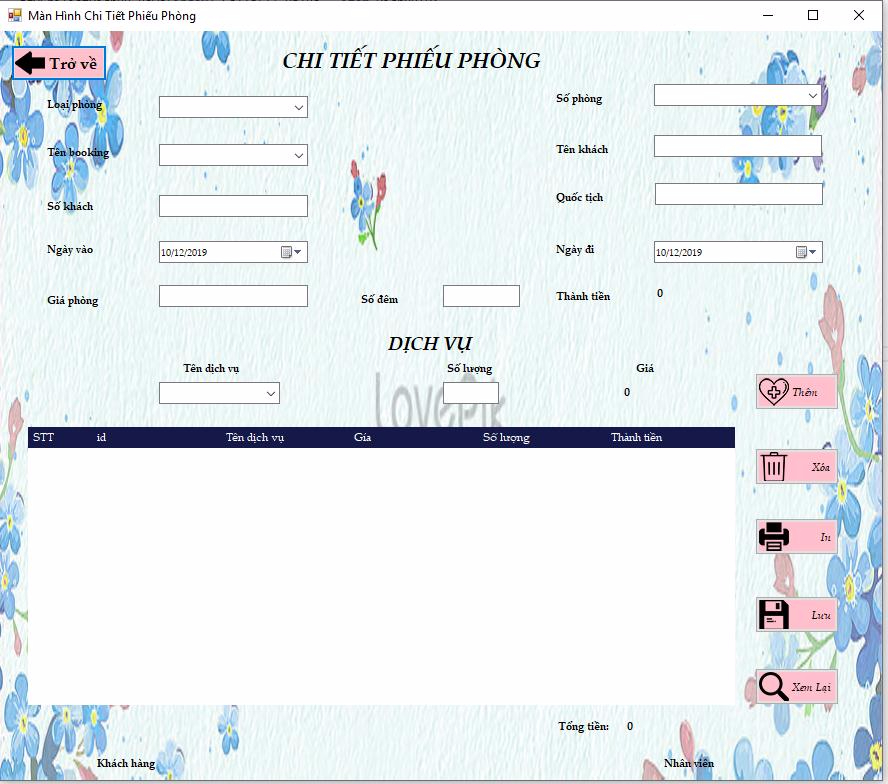 Màn Hình Chi Tiết Phiếu Phòng
Trở về
CHI TIẾT PHIẾU PHÒNG
Loại phòng
Số phòng
Tên booking
Tên khách
Số khách
Quốc tịch
Ngày vào 10/12/2019
Ngày đi 10/12/2019
Giá phòng
Số đêm
Thành tiền 0
DỊCH VỤ
Tên dịch vụ Số lượng Giá
0
Thêm
LovePik
STT id Tên dịch vụ Gía Số lượng Thành tiền
Xóa
In
Lưu
Xem Lại
Tổng tiền: 0
Khách hàng Nhân viên